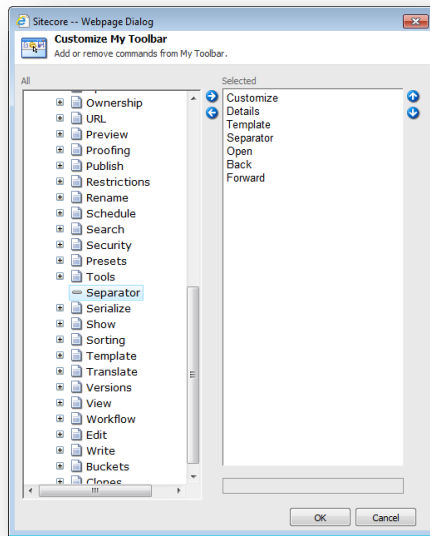 Sitecore -- Webpage Dialog
Customize My Toolbar
Add or remove commands from My Toolbar.
All
Ownership
URL
Preview
Proofing
Publish
Restrictions
Rename
Schedule
Search
Security
Presets
Tools
Separator
Serialize
Show
Sorting
Template
Translate
Versions
View
Workflow
Edit
Write
Buckets
Clones
Selected
Customize
Details
Template
Separator
Open
Back
Forward
OK
Cancel